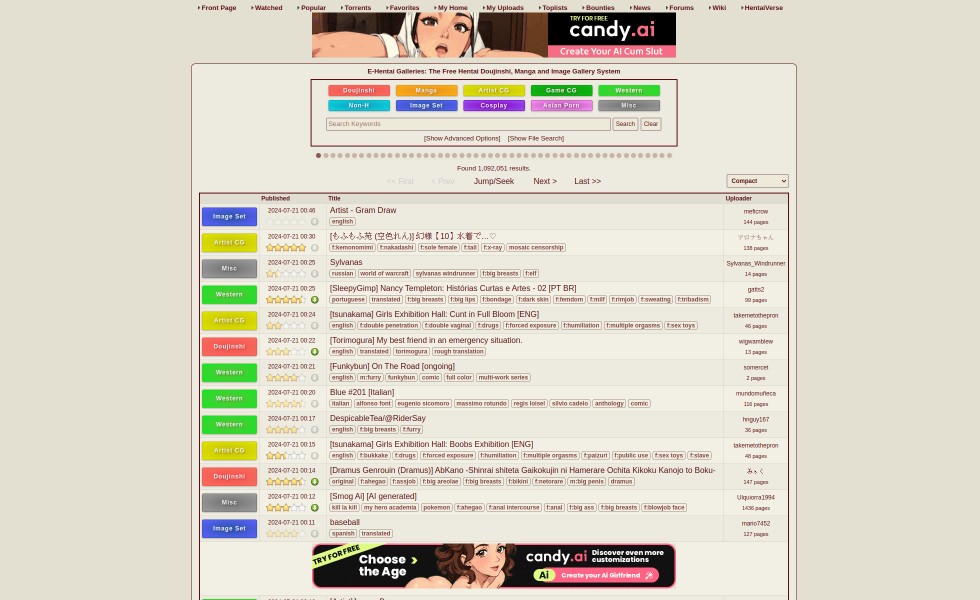 Front Page Watched Popular Torrents Favorites My Home My Uploads Toplists Bounties News Forums Wiki HentaiVerse
TRY FOR FREE
candy.ai
Create Your AI Cum Slut
E-Hentai Galleries: The Free Hentai Doujinshi, Manga and Image Gallery System
Doujinshi Manga Artist CG Game CG Western
Non-H Image Set Cosplay Asian Porn Misc
Search Keywords Search Clear
[Show Advanced Options] [Show File Search]
Found 1,092,051 results.
<< First < Prev Jump/Seek Next > Last >> Compact
Published Title Uploader
Image Set 2024-07-21 00:46 Artist - Gram Draw meficrow
english 144 pages
Artist CG 2024-07-21 00:30 [もふもふ苑 (空色れん)] 幻様【10】水着で…♡
f:kemonomimi f:nakadashi f:sole female f:tail f:x-ray mosaic censorship 138 pages
Misc 2024-07-21 00:25 Sylvanas Sylvanas_Windrunner
russian world of warcraft sylvanas windrunner f:big breasts f:elf 14 pages
Western 2024-07-21 00:25 [SleepyGimp] Nancy Templeton: Histórias Curtas e Artes - 02 [PT BR] gatts2
portuguese translated f:big breasts f:big lips f:bondage f:dark skin f:femdom f:milf f:rimjob f:sweating f:tribadism 99 pages
Artist CG 2024-07-21 00:24 [tsunakama] Girls Exhibition Hall: Cunt in Full Bloom [ENG] takemetothepron
english f:double penetration f:double vaginal f:drugs f:forced exposure f:humiliation f:multiple orgasms f:sex toys 46 pages
Doujinshi 2024-07-21 00:22 [Torimogura] My best friend in an emergency situation. wigwamblew
english translated torimogura rough translation 13 pages
Western 2024-07-21 00:21 [Funkybun] On The Road [ongoing] somercet
english m:furry funkybun comic full color multi-work series 2 pages
Western 2024-07-21 00:20 Blue #201 [Italian] mundomuñeca
italian alfonso font eugenio sicomoro massimo rotundo regis loisel silvio cadelo anthology comic 116 pages
Western 2024-07-21 00:17 DespicableTea/@RiderSay hnguy167
english f:big breasts f:furry 36 pages
Artist CG 2024-07-21 00:15 [tsunakama] Girls Exhibition Hall: Boobs Exhibition [ENG] takemetothepron
english f:bukkake f:drugs f:forced exposure f:humiliation f:multiple orgasms f:paizuri f:public use f:sex toys f:slave 48 pages
Doujinshi 2024-07-21 00:14 [Dramus Genrouin (Dramus)] AbKano -Shinrai shiteta Gaikokujin ni Hamerare Ochita Kikoku Kanojo to Boku-
original f:ahegao f:assjob f:big areolae f:big breasts f:bikini f:netorare m:big penis dramus 147 pages
Misc 2024-07-21 00:12 [Smog Ai] [AI generated] Ulquiorra1994
kill la kill my hero academia pokemon f:ahegao f:anal intercourse f:anal f:big ass f:big breasts f:blowjob face 1436 pages
Image Set 2024-07-21 00:11 baseball mario7452
spanish translated 127 pages
TRY FOR FREE
Choose the Age
candy.ai
Discover even more customizations
Ai Create your AI Girlfriend